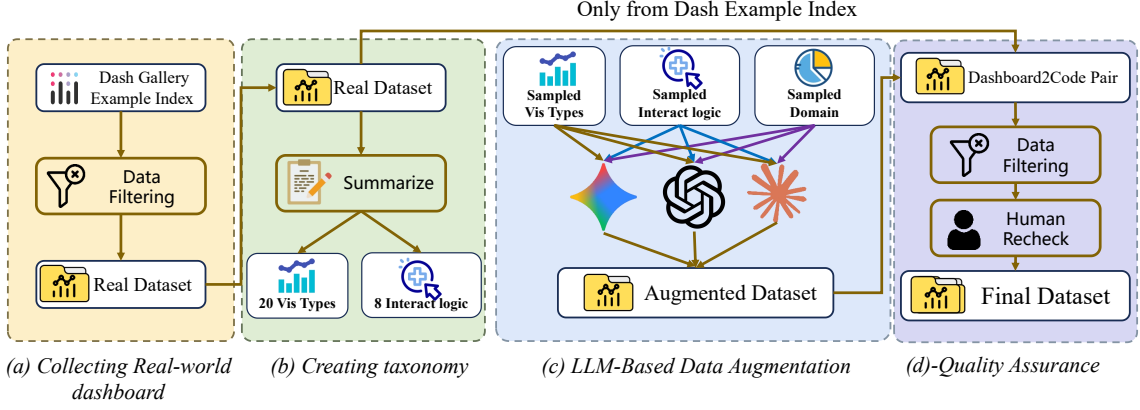 Only from Dash Example Index
Dash Gallery
Example Index
Data
Filtering
Real Dataset
(a) Collecting Real-world
dashboard
Real Dataset
Summarize
20 Vis Types
8 Interact logic
(b) Creating taxonomy
Sampled
Vis Types
Sampled
Interact logic
Sampled
Domain
Augmented Dataset
(c) LLM-Based Data Augmentation
Dashboard2Code Pair
Data
Filtering
Human
Recheck
Final Dataset
(d)-Quality Assurance